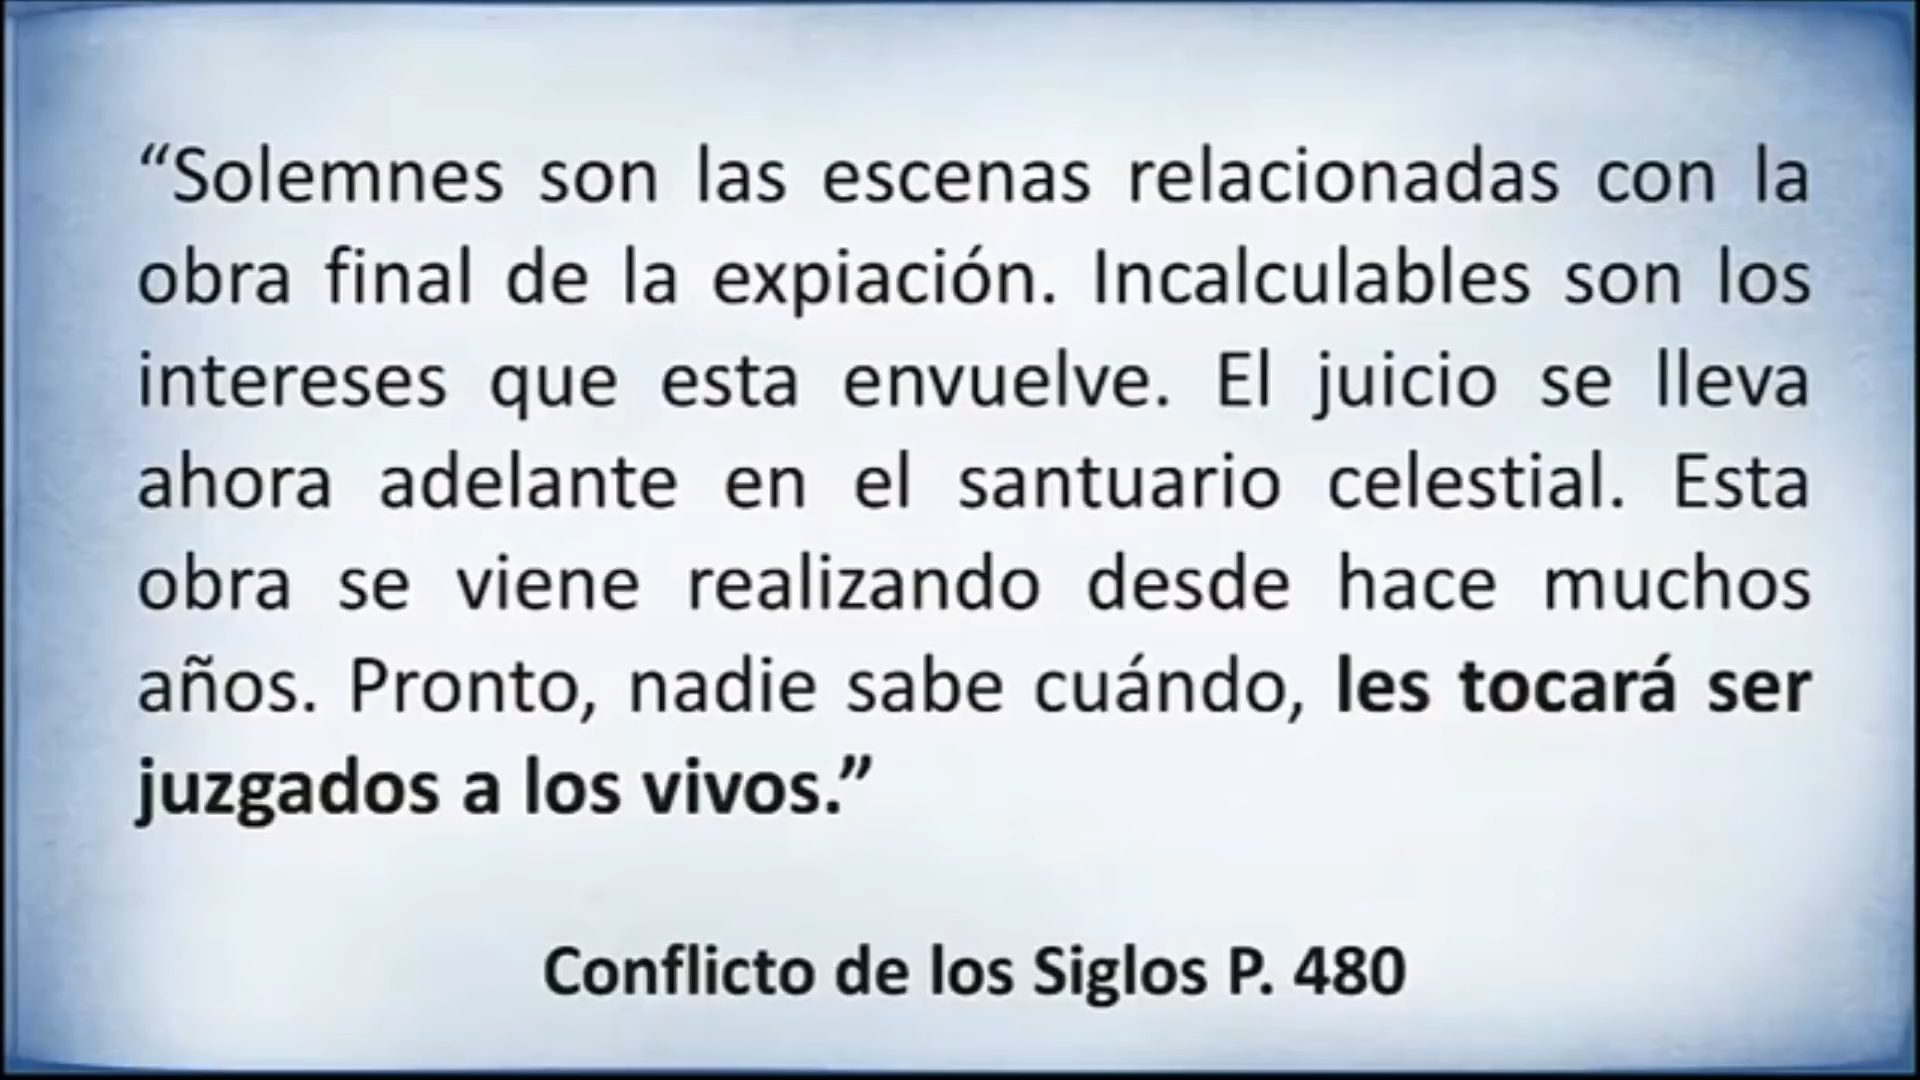 “Solemnes son las escenas relacionadas con la
obra final de la expiación. Incalculables son los
intereses que esta envuelve. El juicio se lleva
ahora adelante en el santuario celestial. Esta
obra se viene realizando desde hace muchos
años. Pronto, nadie sabe cuándo, les tocará ser
juzgados a los vivos.”
Conflicto de los Siglos P. 480